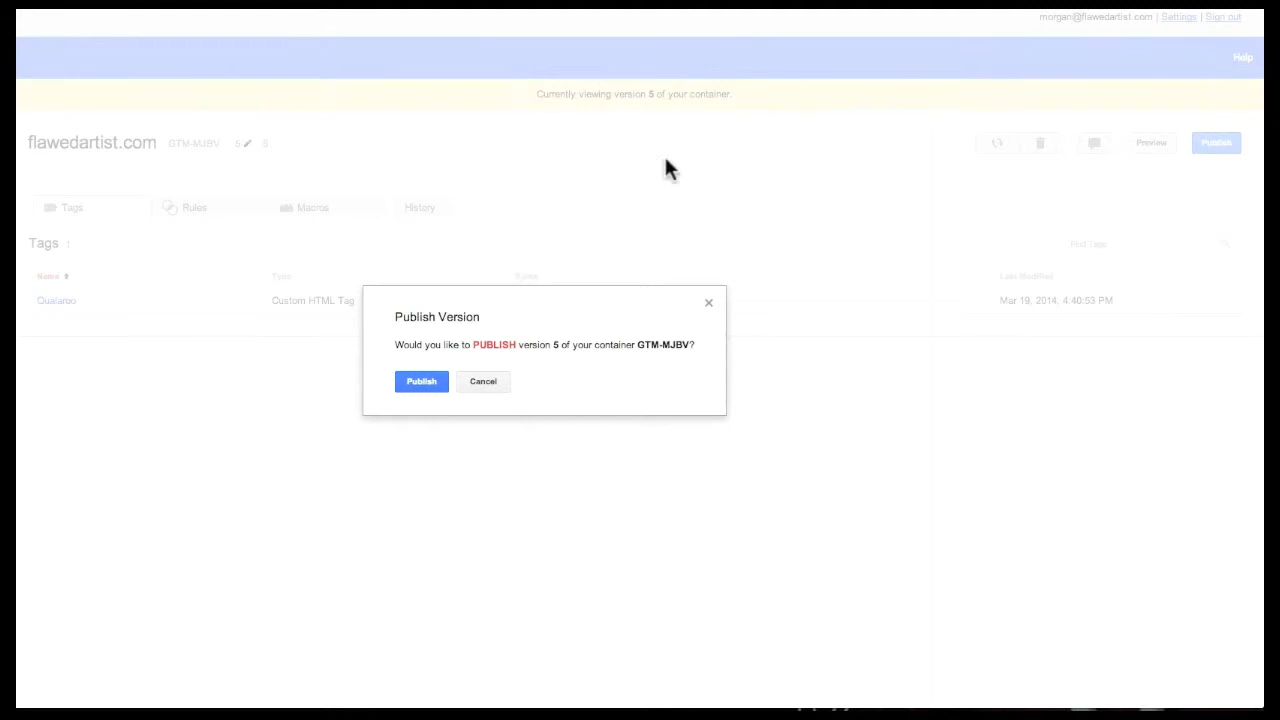 morgan@flawedartist.com | Settings | Sign out
Help
Currently viewing version 5 of your container.
flawedartist.com GTM-MJBV 5
Preview Publish
Tags Rules Macros History
Tags :
Find Tags
Name Type Rules Last Modified
Qualaroo Custom HTML Tag Mar 19, 2014, 4:40:53 PM
Publish Version
Would you like to PUBLISH version 5 of your container GTM-MJBV?
Publish Cancel